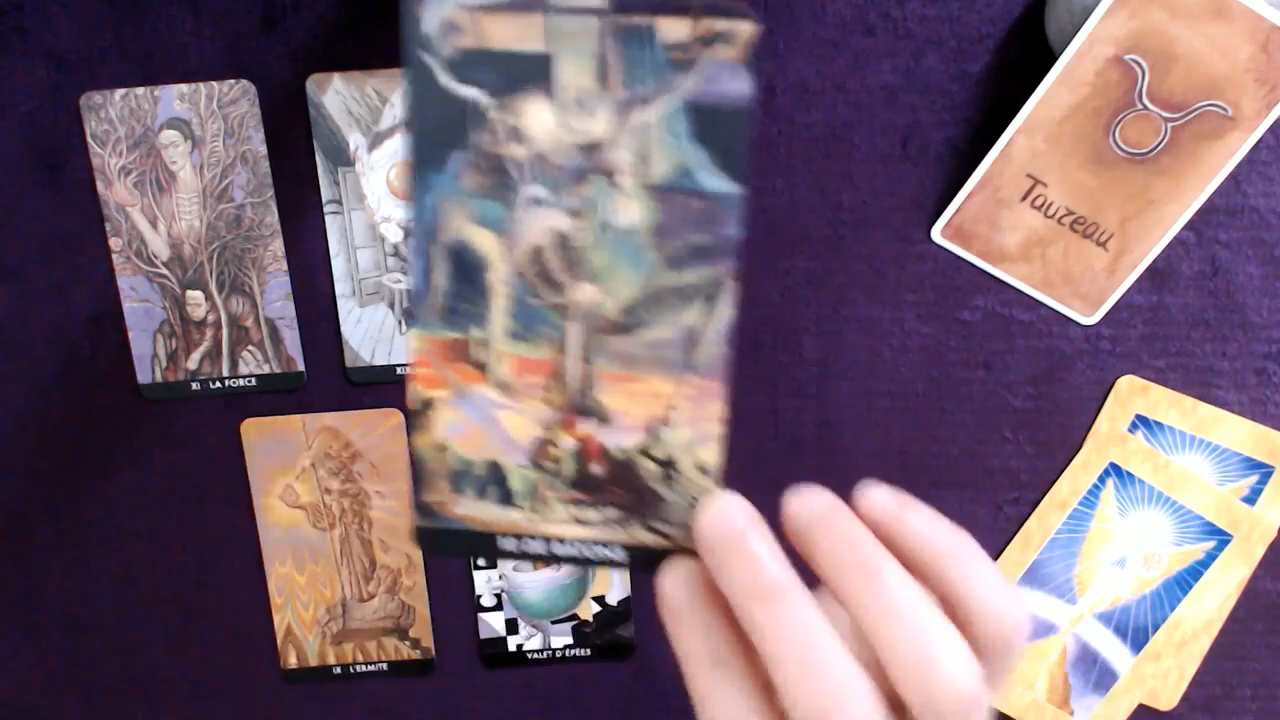 XI - LA FORCE
Tauzeau
IX - L'ERMITE
VALET D'ÉPÉES